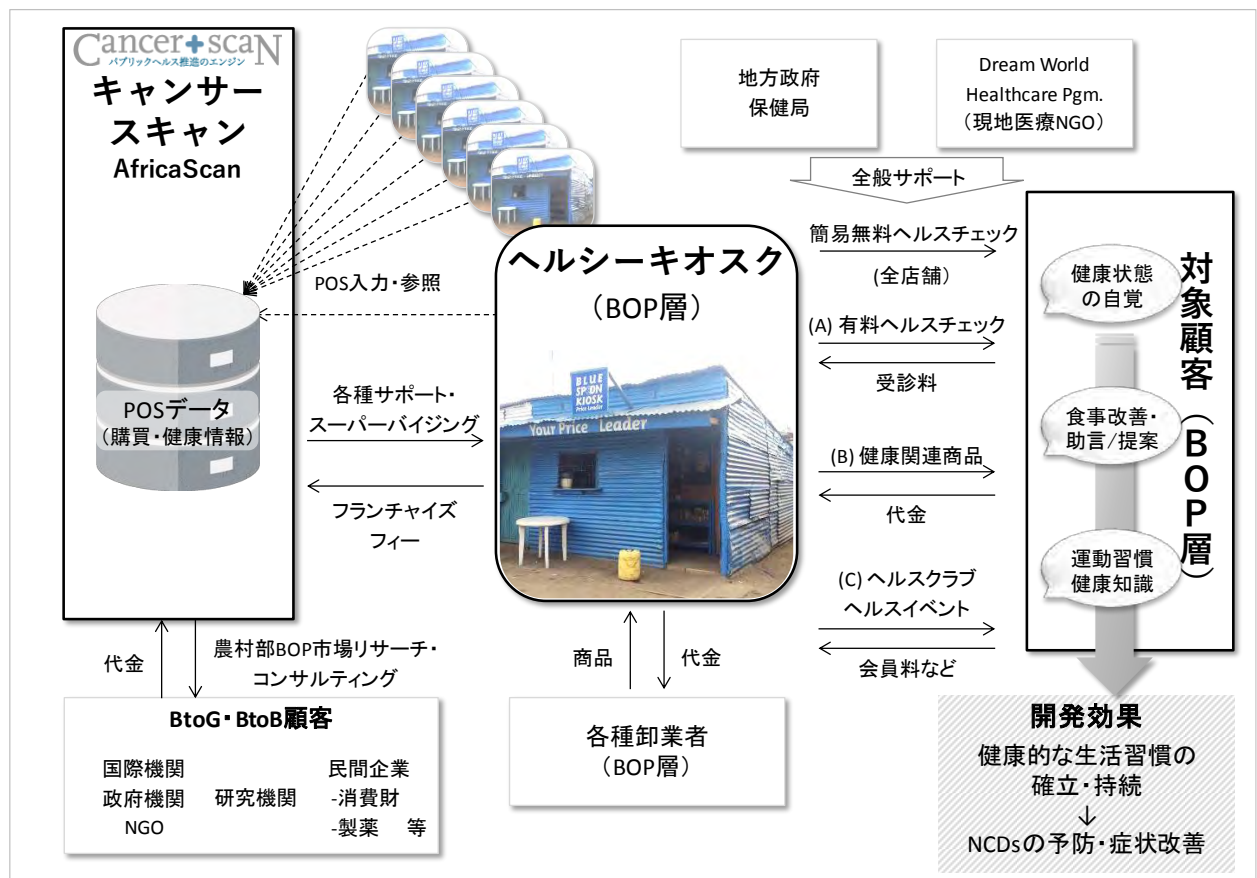 Cancer+scaN
パブリックヘルス推進のエンジン
キャンサー
スキャン
AfricaScan
POSデータ
（購買・健康情報）
POS入力・参照
各種サポート・
スーパーバイジング
フランチャイズ
フィー
ヘルシーキオスク
（BOP層）
BLUE
SPOON
KIOSK
Price Leader
Your Price Leader
地方政府
保健局
Dream World
Healthcare Pgm.
（現地医療NGO）
全般サポート
簡易無料ヘルスチェック
(全店舗）
(A) 有料ヘルスチェック
受診料
(B) 健康関連商品
代金
(C) ヘルスクラブ
ヘルスイベント
会員料など
対象顧客（BOP層）
健康状態
の自覚
食事改善・
助言/提案
運動習慣
健康知識
代金
農村部BOP市場リサーチ・
コンサルティング
商品
代金
BtoG・BtoB顧客
国際機関
政府機関
NGO
研究機関
民間企業
-消費財
-製薬 等
各種卸業者
（BOP層）
開発効果
健康的な生活習慣の
確立・持続
↓
NCDsの予防・症状改善